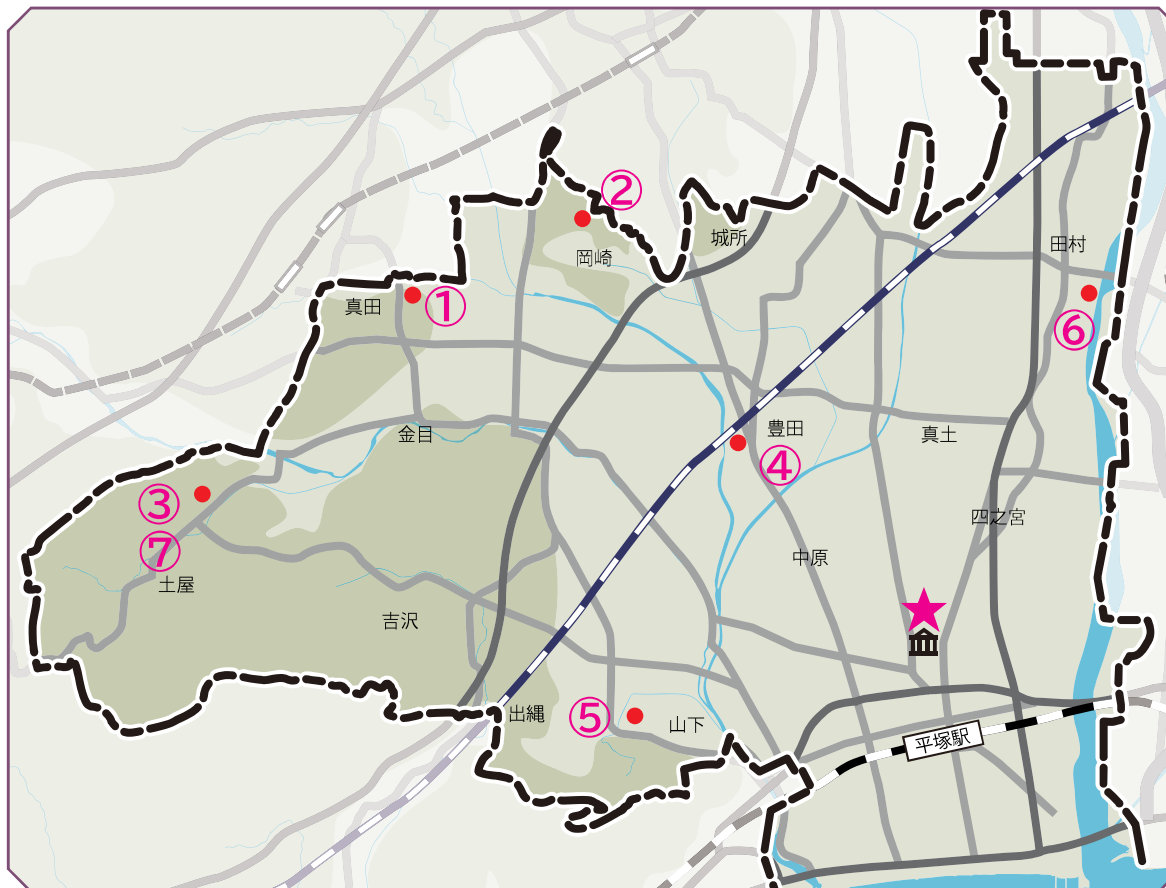 ②
城所
田村
岡崎
真田
①
⑥
豊田
真土
金目
④
③
四之宮
⑦
中原
土屋
吉沢
出縄
⑤
山下
平塚駅